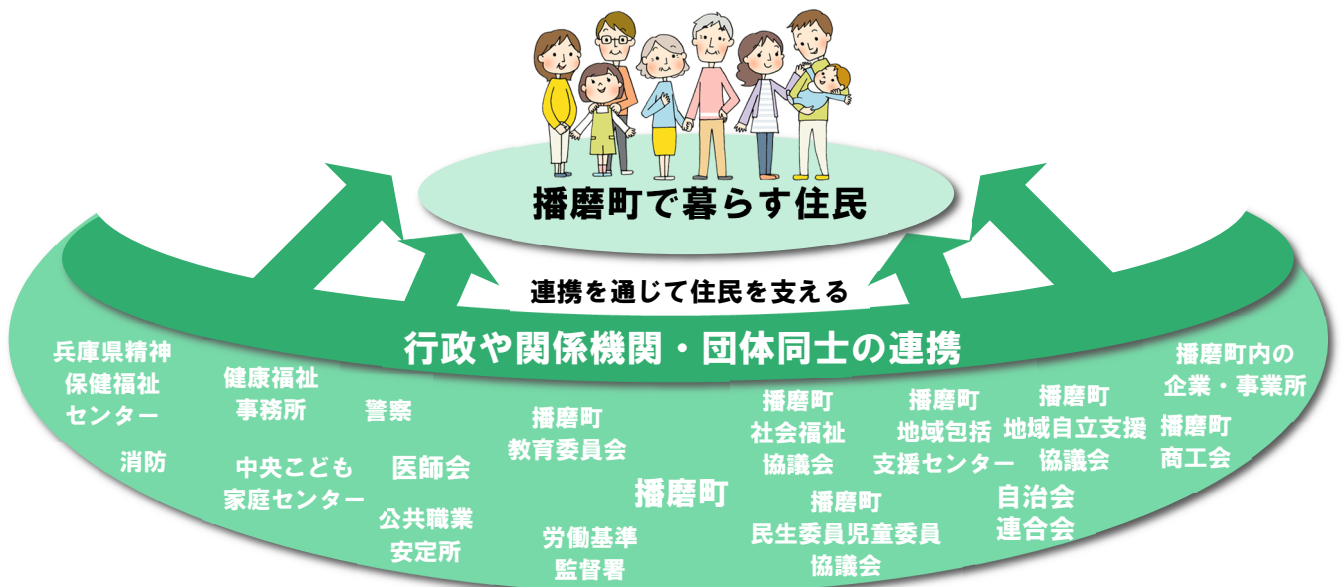 播磨町で暮らす住民
連携を通じて住民を支える
行政や関係機関・団体同士の連携
兵庫県精神
保健福祉
センター
消防
健康福祉
事務所
中央こども
家庭センター
警察
医師会
公共職業
安定所
播磨町
教育委員会
労働基準
監督署
播磨町
播磨町
社会福祉
協議会
播磨町
民生委員児童委員
協議会
播磨町
地域包括
支援センター
播磨町
地域自立支援
協議会
自治会
連合会
播磨町内の
企業・事業所
播磨町
商工会